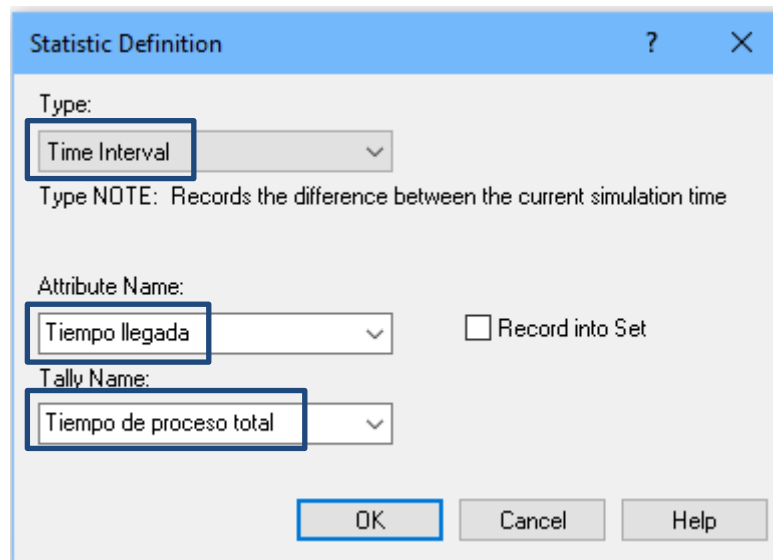 Statistic Definition ?
Type:
Time Interval
Type NOTE: Records the difference between the current simulation time
Attribute Name:
Tiempo llegada Record into Set
Tally Name:
Tiempo de proceso total
OK Cancel Help